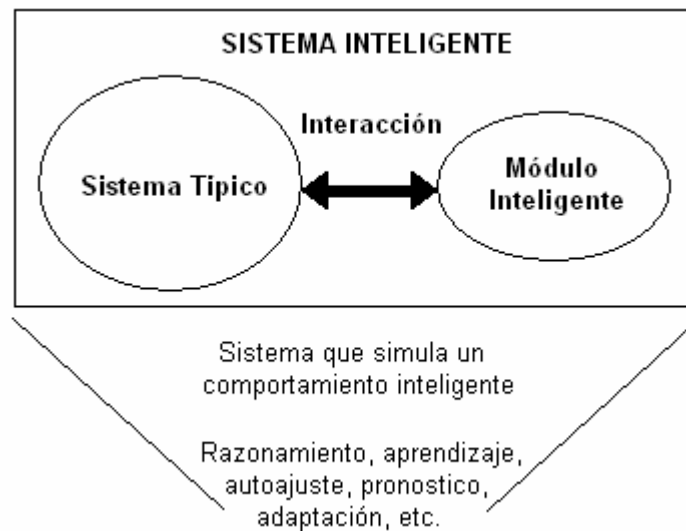 SISTEMA INTELIGENTE
Interacción
Sistema Típico
Módulo
Inteligente
Sistema que simula un
comportamiento inteligente
Razonamiento, aprendizaje,
autoajuste, pronostico,
adaptación, etc.